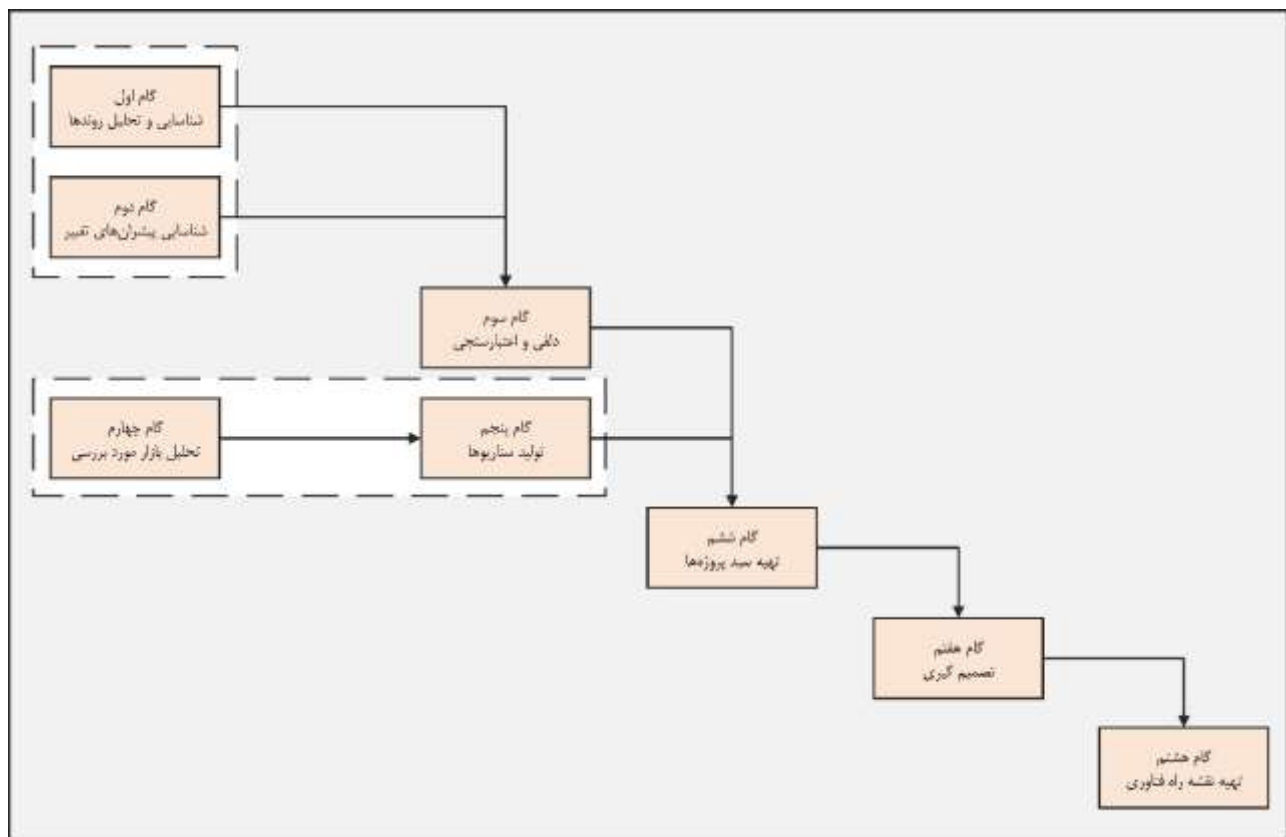 گام اول
شناسایی و تحلیل روندها
گام دوم
شناسایی پیشران‌های تغییر
گام سوم
دلفی و اعتبارسنجی
گام چهارم
تحلیل بازار مورد بررسی
گام پنجم
تولید سناریوها
گام ششم
تهیه سبد پروژه‌ها
گام هفتم
تصمیم گیری
گام هشتم
تهیه نقشه راه فناوری